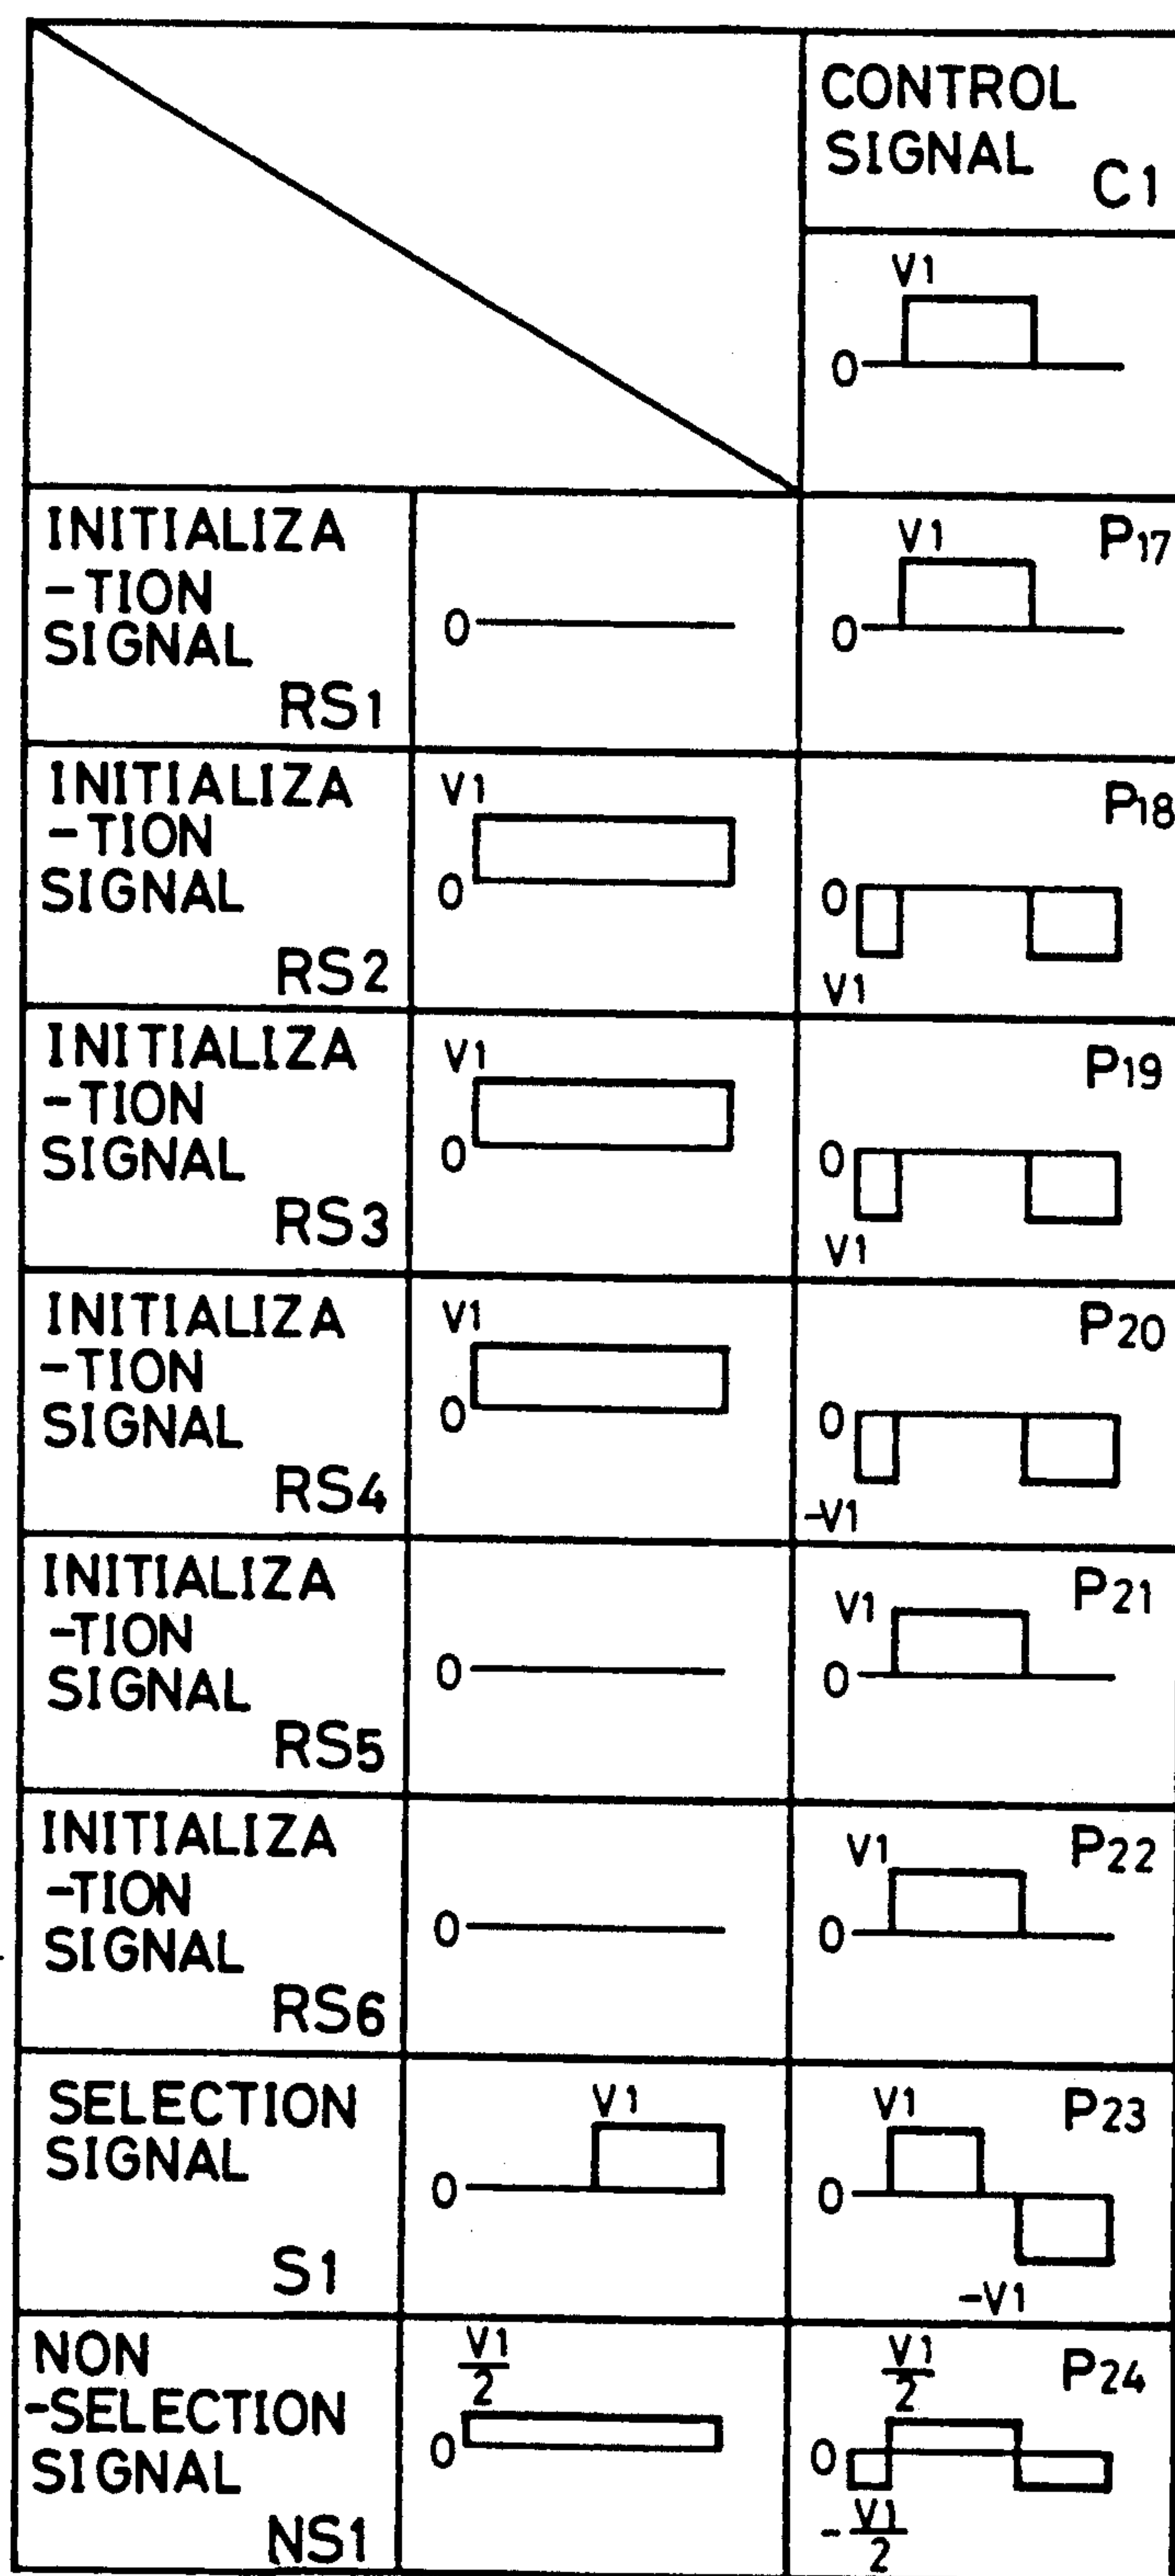 CONTROL
SIGNAL C1
V1
0
INITIALIZA
-TION
SIGNAL
RS1
0
V1 P17
0
INITIALIZA
-TION
SIGNAL
RS2
V1
0
P18
0
V1
INITIALIZA
-TION
SIGNAL
RS3
V1
0
P19
0
V1
INITIALIZA
-TION
SIGNAL
RS4
V1
0
P20
0
-V1
INITIALIZA
-TION
SIGNAL
RS5
0
V1 P21
0
INITIALIZA
-TION
SIGNAL
RS6
0
V1 P22
0
SELECTION
SIGNAL
S1
V1
0
V1 P23
0
-V1
NON
-SELECTION
SIGNAL
NS1
V1
2
0
V1
2
P24
0
-V1
2